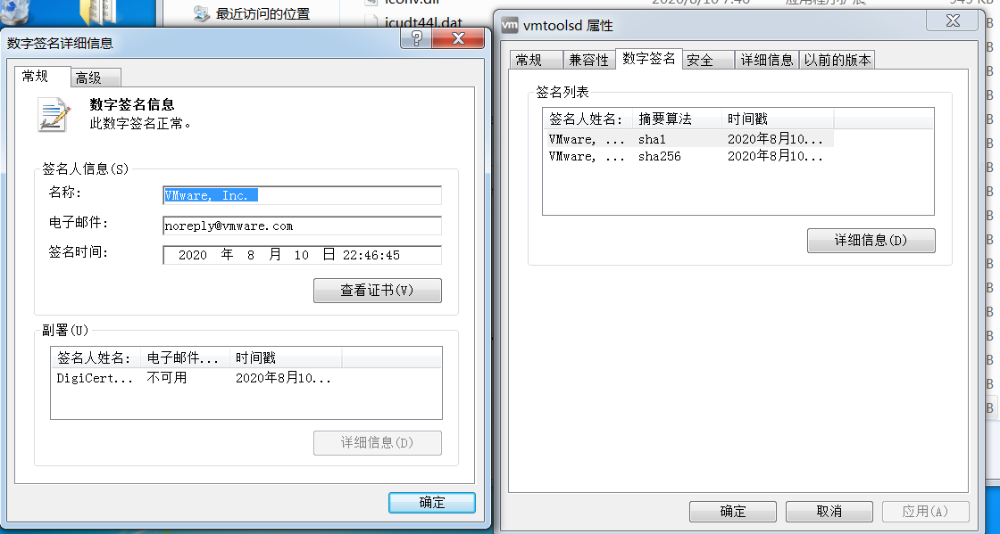 最近访问的位置
icudt44l.dat
数字签名详细信息
常规
高级
数字签名信息
此数字签名正常。
签名人信息(S)
名称:
VMware, Inc.
电子邮件:
noreply@vmware.com
签名时间:
2020 年 8 月 10 日 22:46:45
查看证书(V)
副署(U)
签名人姓名: 电子邮件... 时间戳
DigiCert... 不可用 2020年8月10...
详细信息(D)
确定
vm vmtoolsd 属性
常规 兼容性 数字签名 安全 详细信息 以前的版本
签名列表
签名人姓名: 摘要算法 时间戳
VMware, ... sha1 2020年8月10...
VMware, ... sha256 2020年8月10...
详细信息(D)
确定 取消 应用(A)